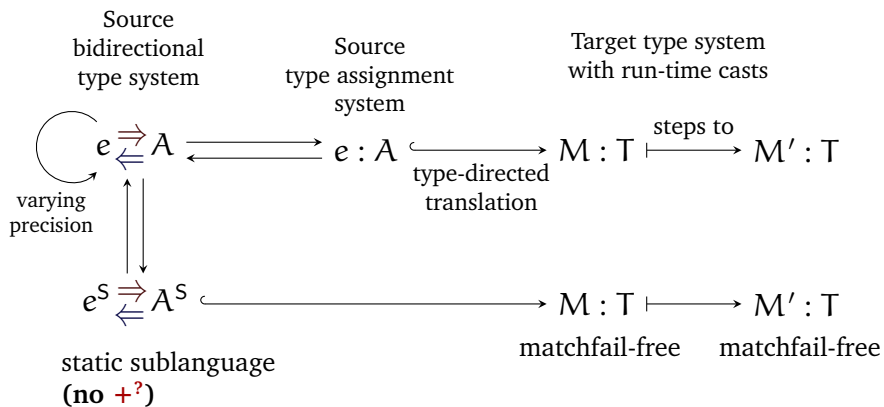 Source
bidirectional
type system
Source
type assignment
system
Target type system
with run-time casts
e ⇒ ⇐ A
e : A
M : T
steps to
M′ : T
type-directed
translation
varying
precision
eS ⇒ ⇐ AS
M : T
M′ : T
matchfail-free
matchfail-free
static sublanguage
(no +?)